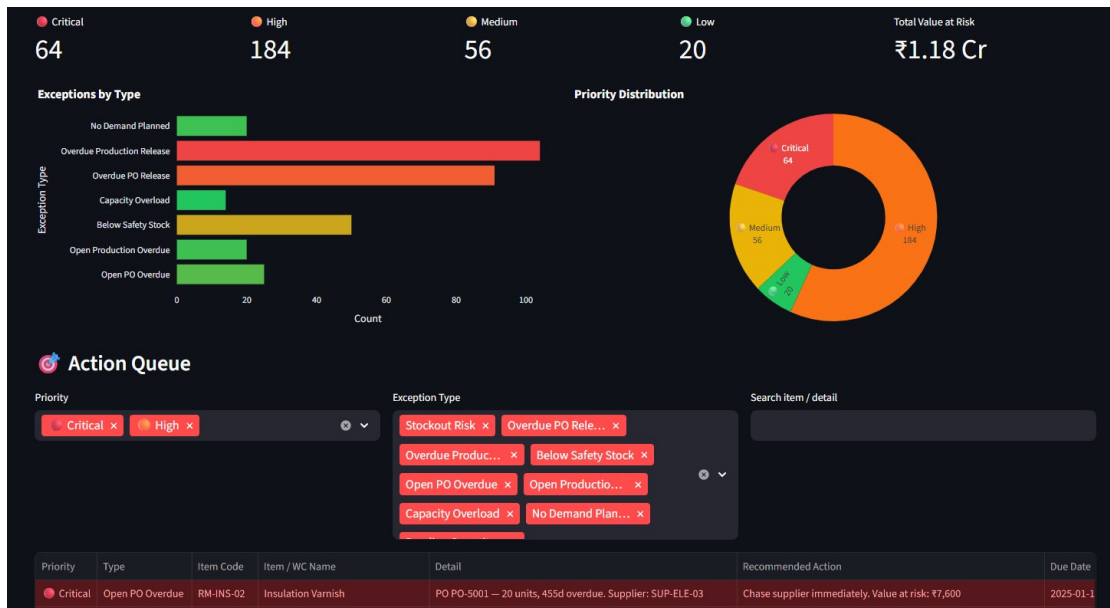 Critical
High
Medium
Low
Total Value at Risk
64
184
56
20
₹1.18 Cr
Exceptions by Type
Exception Type
No Demand Planned
Overdue Production Release
Overdue PO Release
Capacity Overload
Below Safety Stock
Open Production Overdue
Open PO Overdue
0 20 40 60 80 100
Count
Priority Distribution
Critical
64
High
184
Medium
56
Low
20
Action Queue
Priority
Critical ×
High ×
Exception Type
Stockout Risk × Overdue PO Rele... ×
Overdue Produc... × Below Safety Stock ×
Open PO Overdue × Open Productio... ×
Capacity Overload × No Demand Plan... ×
Search item / detail
Priority Type Item Code Item / WC Name Detail Recommended Action Due Date
Critical Open PO Overdue RM-INS-02 Insulation Varnish PO PO-5001 — 20 units, 455d overdue. Supplier: SUP-ELE-03 Chase supplier immediately. Value at risk: ₹7,600 2025-01-1